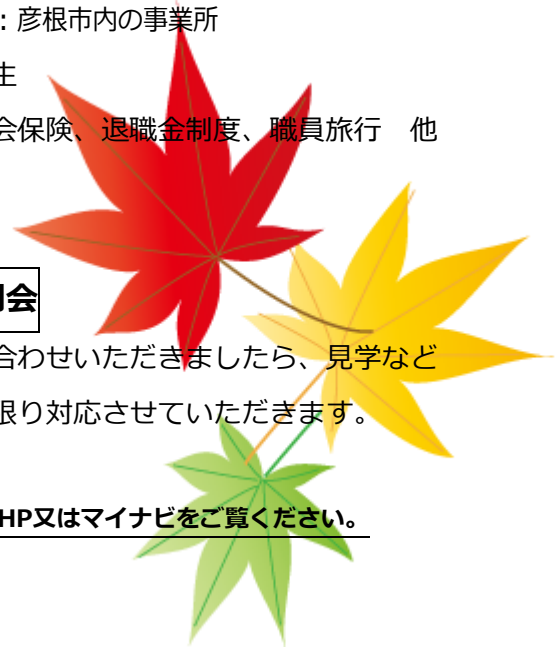 ：彦根市内の事業所
生
会保険、退職金制度、職員旅行　他
会
合わせいただきましたら、見学など
限り対応させていただきます。
HP又はマイナビをご覧ください。